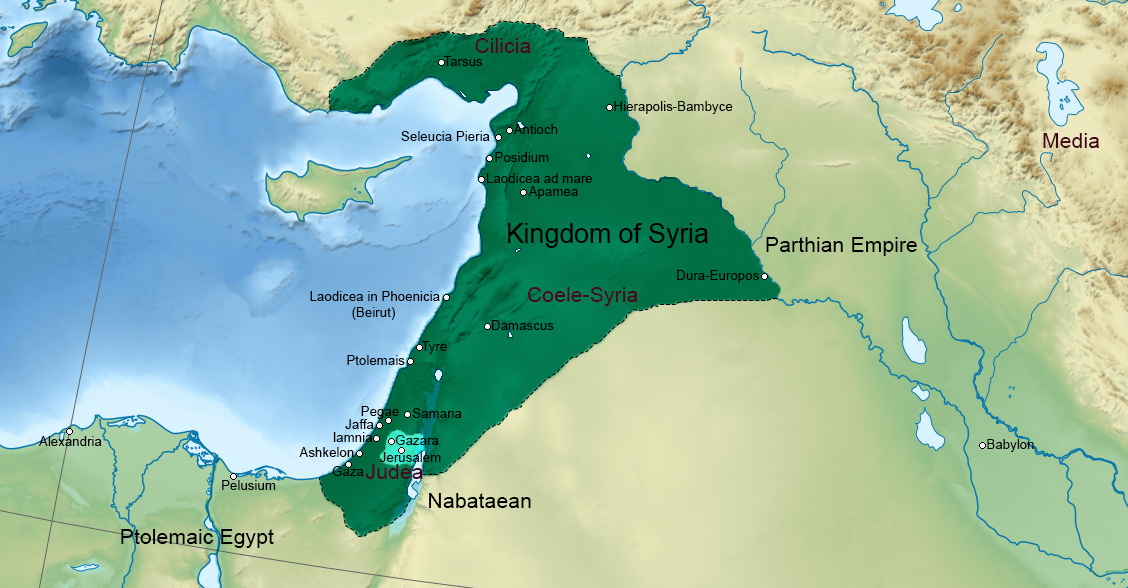 Cilicia
Tarsus
Hierapolis-Bambyce
Media
Seleucia Pieria
Antioch
Posidium
Laodicea ad mare
Apamea
Kingdom of Syria
Parthian Empire
Dura-Europos
Laodicea in Phoenicia
(Beirut)
Coele-Syria
Damascus
Tyre
Ptolemais
Pegae
Samaria
Jaffa
Iamnia
Gazara
Alexandria
Ashkelon
Jerusalem
Babylon
Gaza
Judea
Pelusium
Nabataean
Ptolemaic Egypt